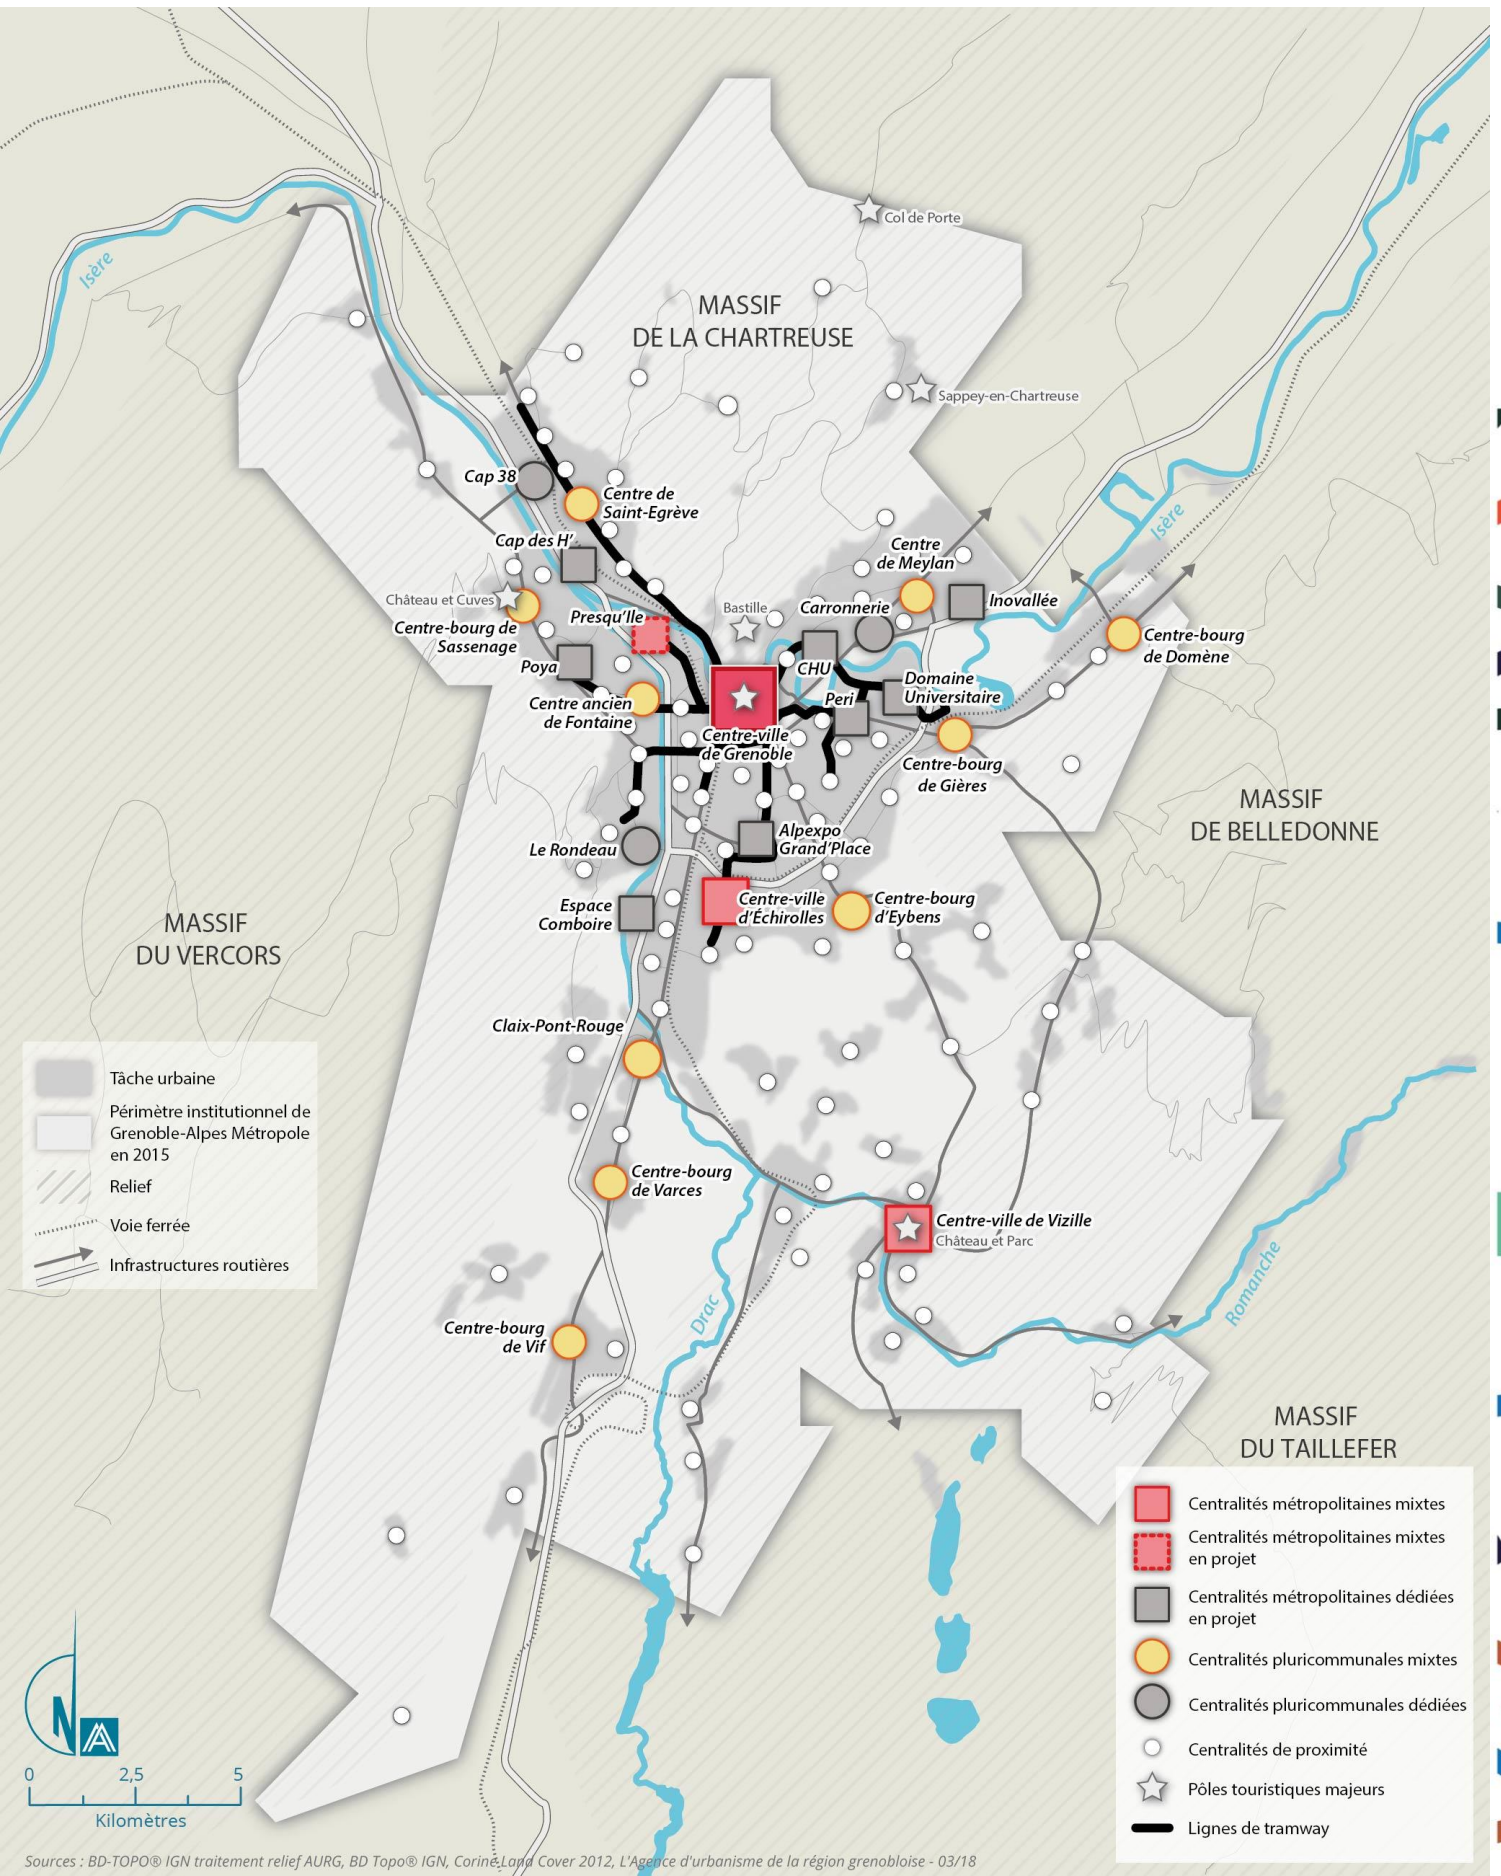 Col de Porte
Isère
MASSIF
DE LA CHARTREUSE
Sappey-en-Chartreuse
Cap 38
Centre de
Saint-Egrève
Isère
Cap des H'
Centre
de Meylan
Château et Cuves
Bastille
Carronnerie
Inovallée
Presqu'Ile
Centre-bourg de
Sassenage
Centre-bourg
de Domène
Poya
CHU
Domaine
Universitaire
Peri
Centre ancien
de Fontaine
Centre-ville
de Grenoble
Centre-bourg
de Gières
MASSIF
DE BELLEDONNE
Le Rondeau
Alpexpo
Grand'Place
MASSIF
DU VERCORS
Espace
Comboire
Centre-ville
d'Échirolles
Centre-bourg
d'Eybens
Claix-Pont-Rouge
Centre-bourg
de Varces
Centre-ville de Vizille
Château et Parc
Romanche
Drac
Centre-bourg
de Vif
MASSIF
DU TAILLEFER
Tâche urbaine
Périmètre institutionnel de
Grenoble-Alpes Métropole
en 2015
Relief
Voie ferrée
Infrastructures routières
Centralités métropolitaines mixtes
Centralités métropolitaines mixtes
en projet
Centralités métropolitaines dédiées
en projet
Centralités pluricommunales mixtes
Centralités pluricommunales dédiées
Centralités de proximité
Pôles touristiques majeurs
Lignes de tramway
N
0 2,5 5
Kilomètres
Sources : BD-TOPO® IGN traitement relief AURG, BD Topo® IGN, Corine Land Cover 2012, L'Agence d'urbanisme de la région grenobloise - 03/18